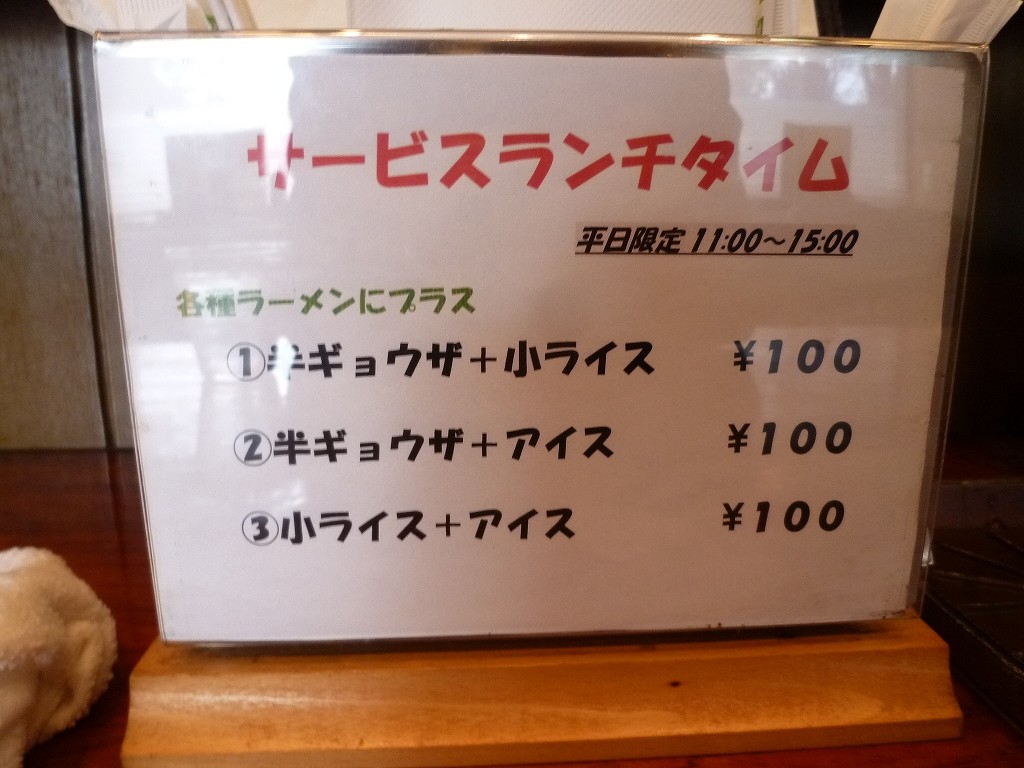 サービスランチタイム
平日限定 11:00～15:00
各種ラーメンにプラス
①半ギョウザ＋小ライス ￥100
②半ギョウザ＋アイス ￥100
③小ライス＋アイス ￥100